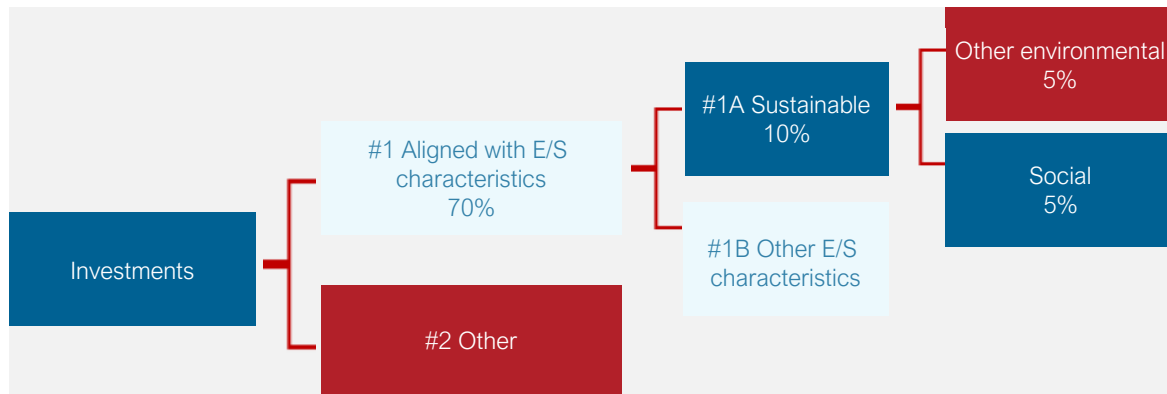 Investments
#1 Aligned with E/S
characteristics
70%
#2 Other
#1A Sustainable
10%
#1B Other E/S
characteristics
Other environmental
5%
Social
5%